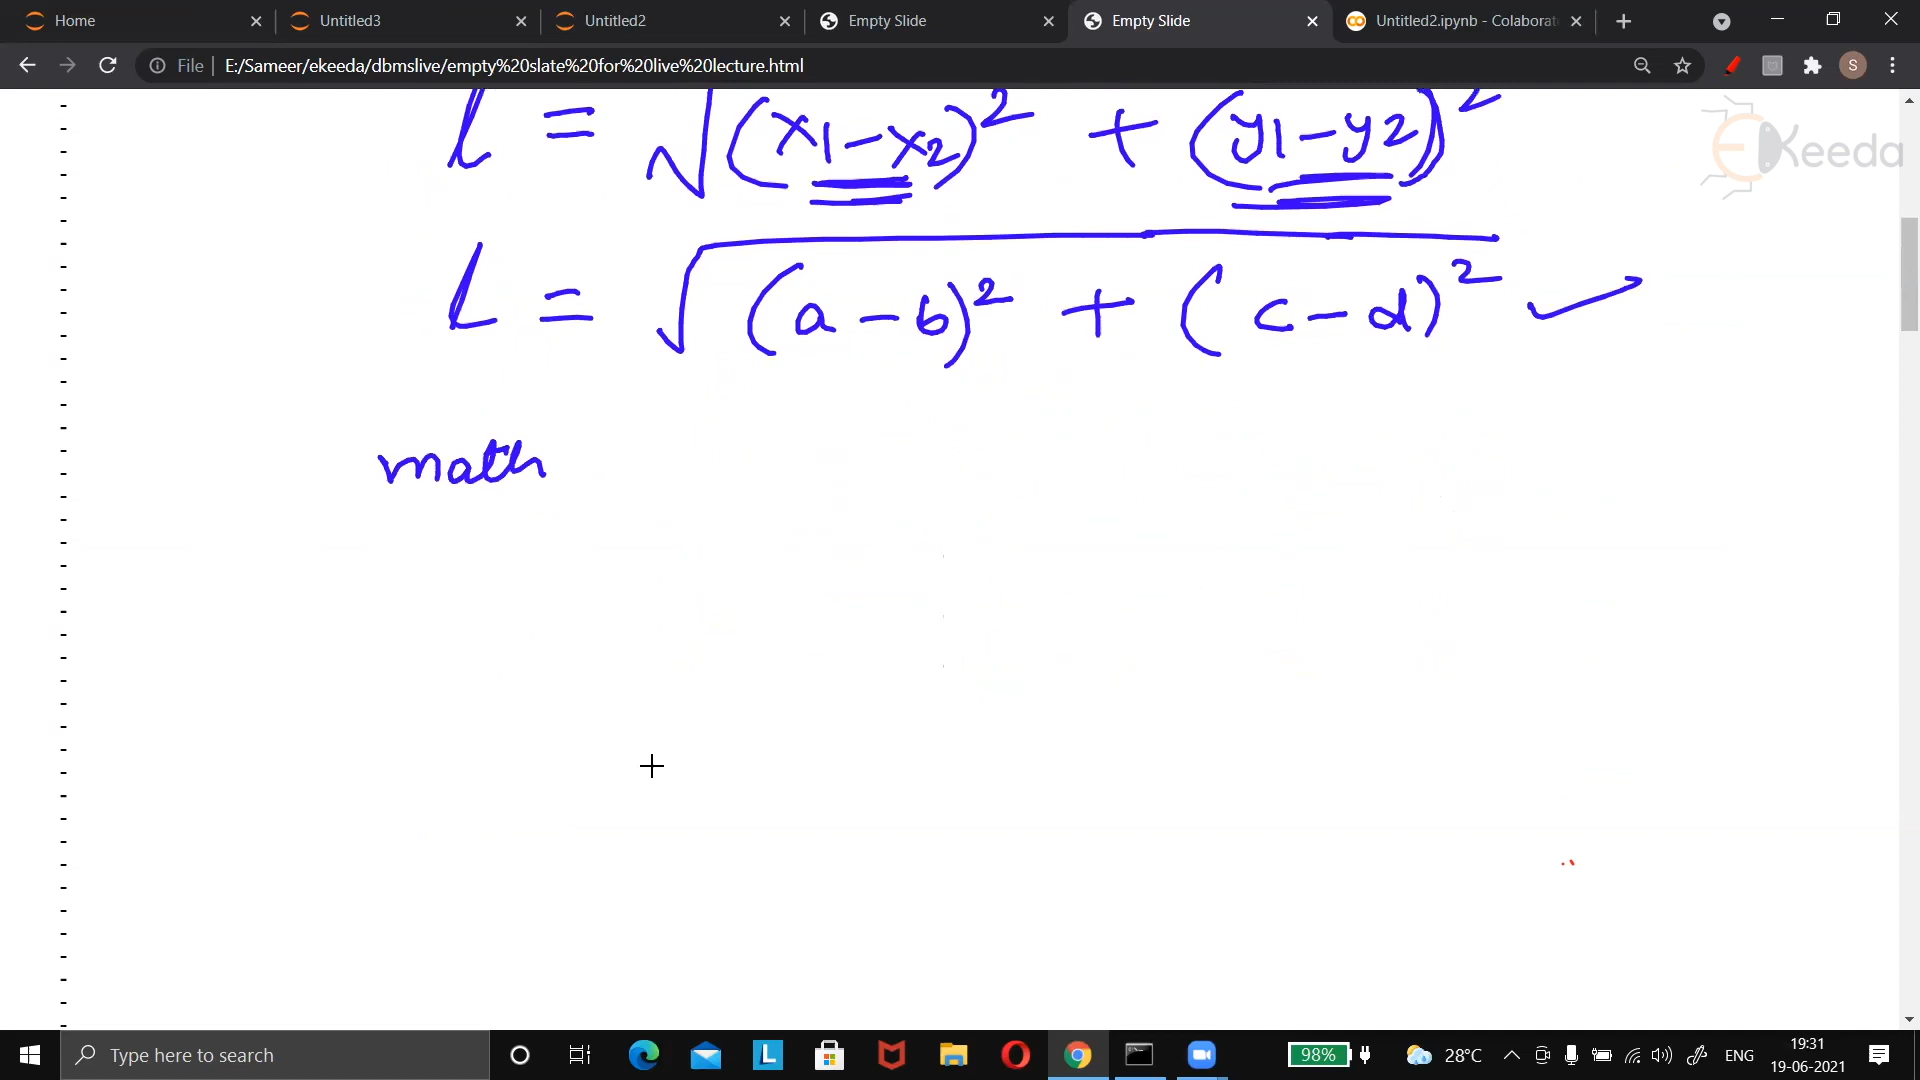 Home
Untitled3
Untitled2
Empty Slide
Empty Slide
Untitled2.ipynb - Colaborat
File
E:/Sameer/ekeeda/dbmslive/empty%20slate%20for%20live%20lecture.html
S
l = √(x1-x2)² + (y1-y2)²
Keeda
l = √(a-b)² + (c-d)² ✓
math
Type here to search
L
98%
28°C
ENG
19:31
19-06-2021